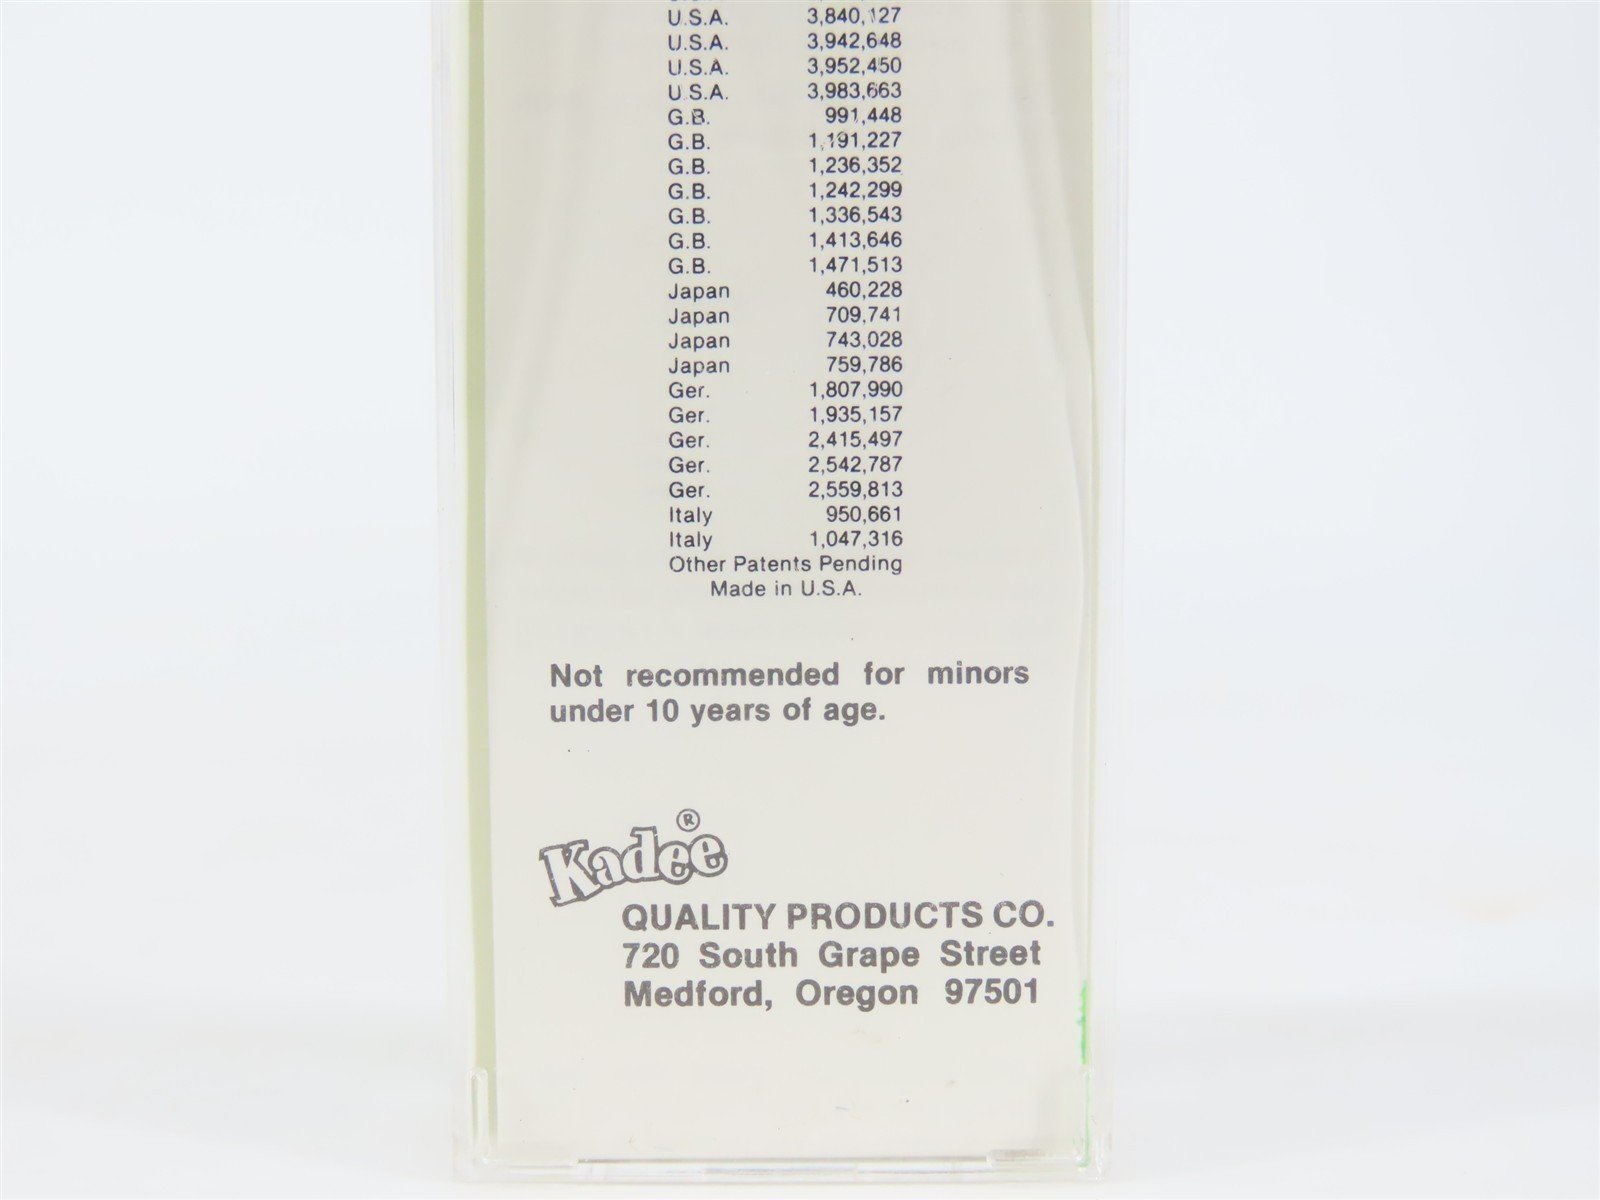 U.S.A. 3,840,127
U.S.A. 3,942,648
U.S.A. 3,952,450
U.S.A. 3,983,663
G.B. 991,448
G.B. 1,191,227
G.B. 1,236,352
G.B. 1,242,299
G.B. 1,336,543
G.B. 1,413,646
G.B. 1,471,513
Japan 460,228
Japan 709,741
Japan 743,028
Japan 759,786
Ger. 1,807,990
Ger. 1,935,157
Ger. 2,415,497
Ger. 2,542,787
Ger. 2,559,813
Italy 950,661
Italy 1,047,316
Other Patents Pending
Made in U.S.A.
Not recommended for minors
under 10 years of age.
Kadee®
QUALITY PRODUCTS CO.
720 South Grape Street
Medford, Oregon 97501